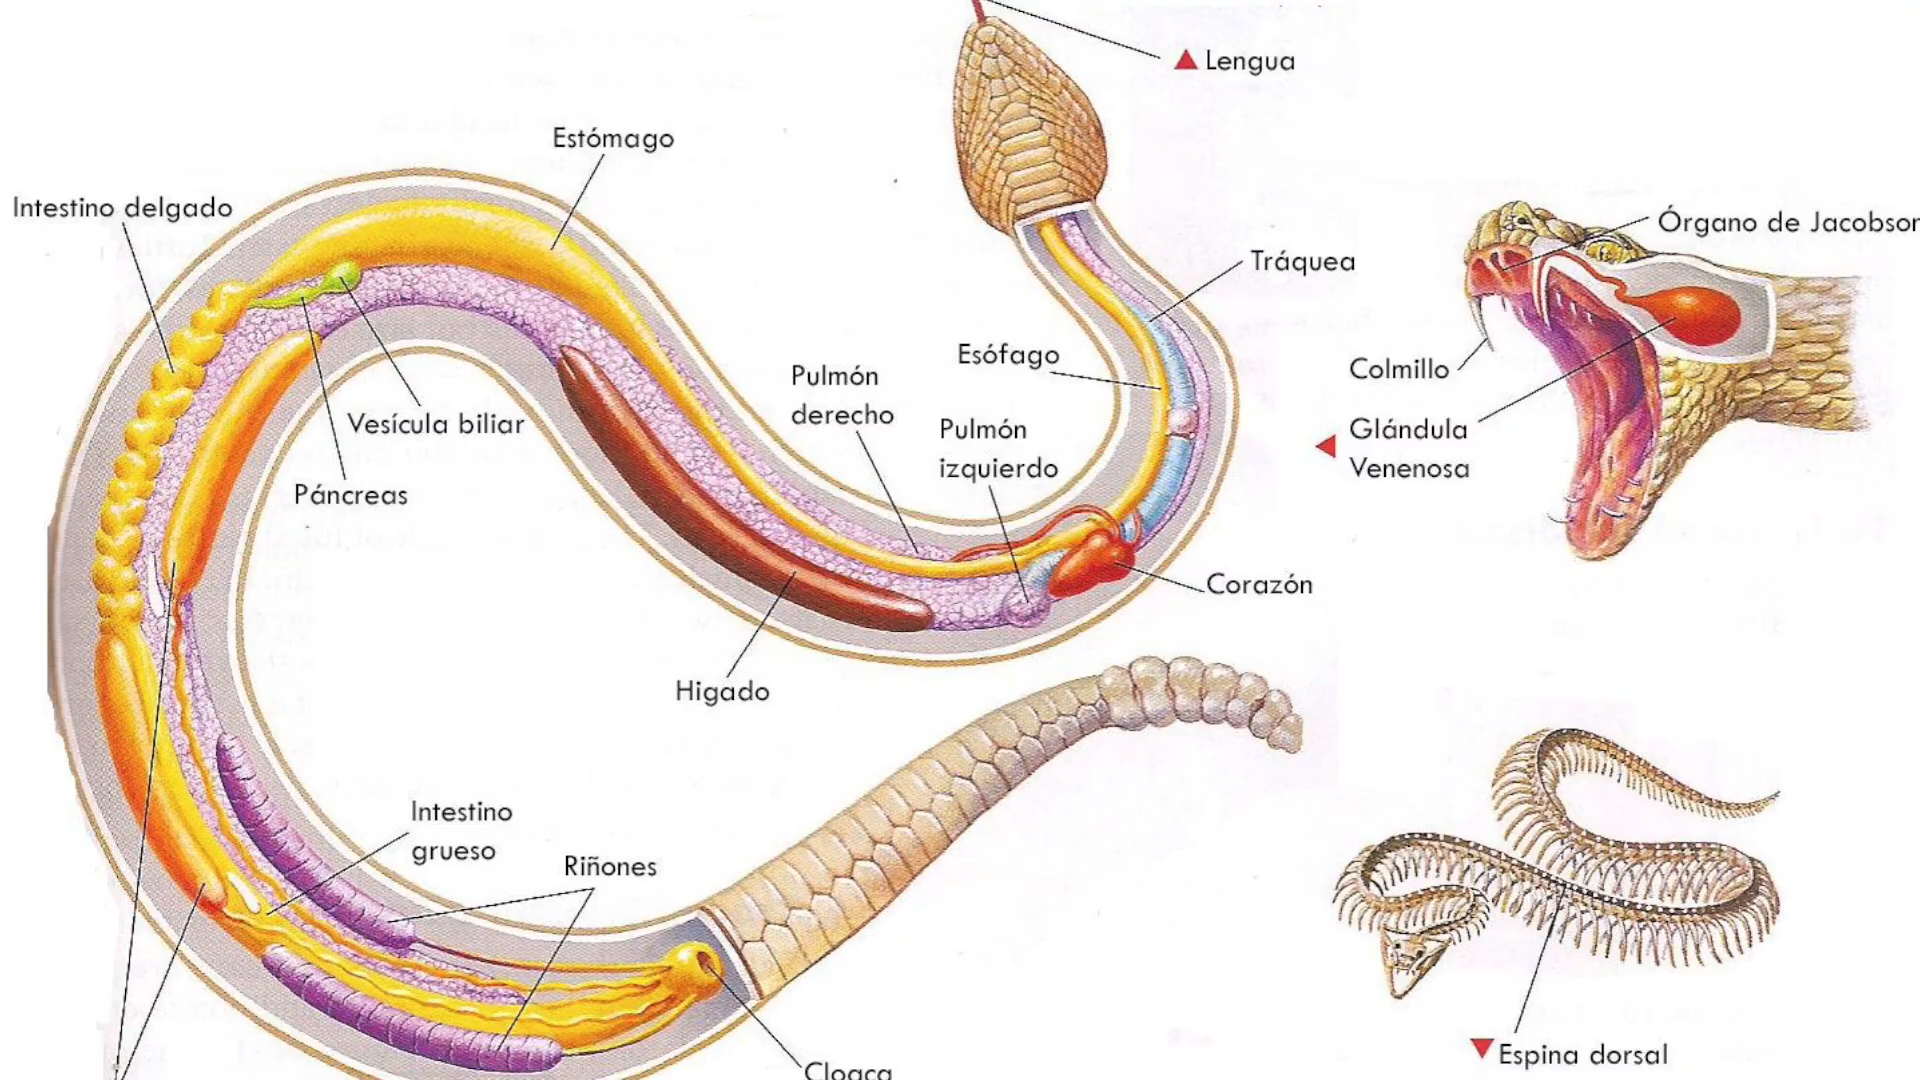 Lengua
Estómago
Intestino delgado
Órgano de Jacobson
Tráquea
Esófago
Pulmón
derecho
Colmillo
Vesícula biliar
Pulmón
izquierdo
Glándula
Venenosa
Páncreas
Corazón
Higado
Intestino
grueso
Riñones
Espina dorsal
Cloaca